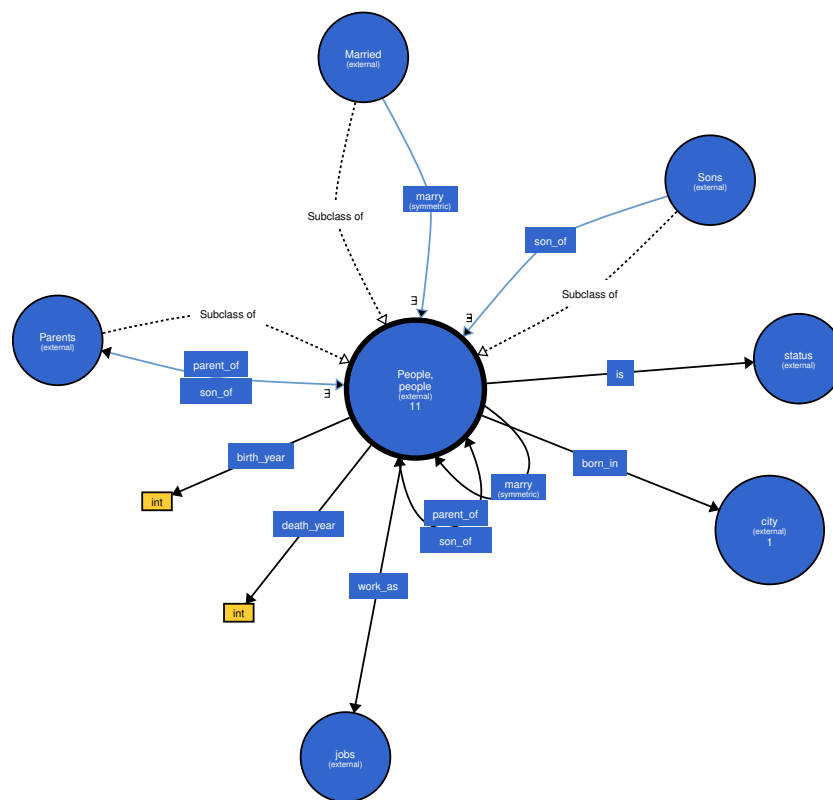 Married
(external)
Sons
(external)
marry
(symmetric)
Subclass of
son_of
Subclass of
∃
∃
Subclass of
Parents
(external)
People,
people
(external)
11
status
(external)
parent_of
son_of
∃
is
birth_year
born_in
int
marry
(symmetric)
death_year
parent_of
son_of
city
(external)
1
work_as
int
jobs
(external)